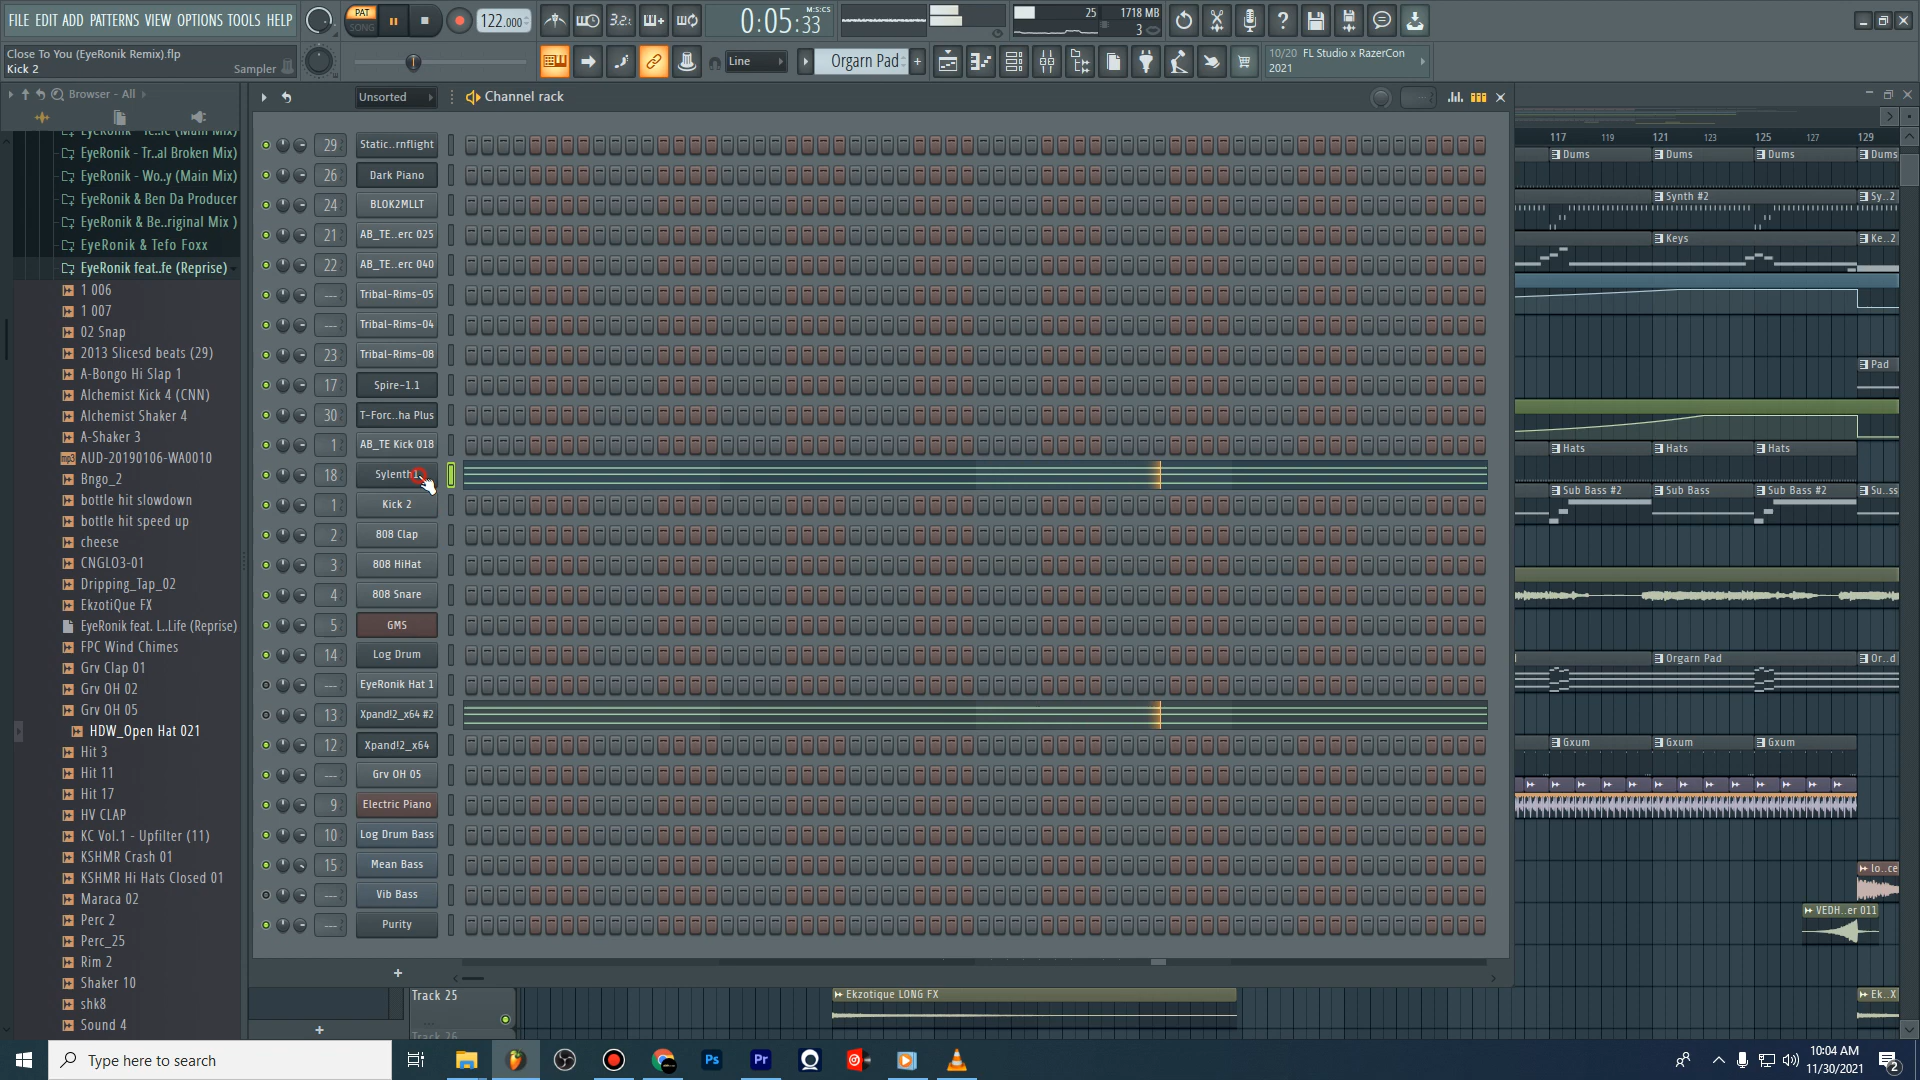 FILE EDIT ADD PATTERNS VIEW OPTIONS TOOLS HELP
PAT
SONG
122.000
3.2.
0:05:33
M:S:CS
25
1718 MB
3
Close To You (EyeRonik Remix).flp
Kick 2
Sampler
Line
Orgarn Pad
10/20 FL Studio x RazerCon
2021
Browser - All
Unsorted
Channel rack
EyeRonik - Te..ic (Main Mix)
EyeRonik - Tr..al Broken Mix)
EyeRonik - Wo..y (Main Mix)
EyeRonik & Ben Da Producer
EyeRonik & Be..riginal Mix )
EyeRonik & Tefo Foxx
EyeRonik feat..fe (Reprise)
1 006
1 007
02 Snap
2013 Slicesd beats (29)
A-Bongo Hi Slap 1
Alchemist Kick 4 (CNN)
Alchemist Shaker 4
A-Shaker 3
AUD-20190106-WA0010
Bngo_2
bottle hit slowdown
bottle hit speed up
cheese
CNGLO3-01
Dripping_Tap_02
EkzotiQue FX
EyeRonik feat. L..Life (Reprise)
FPC Wind Chimes
Grv Clap 01
Grv OH 02
Grv OH 05
HDW_Open Hat 021
Hit 3
Hit 11
Hit 17
HV CLAP
KC Vol.1 - Upfilter (11)
KSHMR Crash 01
KSHMR Hi Hats Closed 01
Maraca 02
Perc 2
Perc_25
Rim 2
Shaker 10
shk8
Sound 4
29 Static..rnflight
26 Dark Piano
24 BLOK2MLLT
21 AB_TE..erc 025
22 AB_TE..erc 040
--- Tribal-Rims-05
--- Tribal-Rims-04
23 Tribal-Rims-08
17 Spire-1.1
30 T-Forc..ha Plus
1 AB_TE Kick 018
18 Sylenth1
1 Kick 2
2 808 Clap
3 808 HiHat
4 808 Snare
5 GMS
14 Log Drum
--- EyeRonik Hat 1
13 Xpand!2_x64 #2
12 Xpand!2_x64
--- Grv OH 05
9 Electric Piano
10 Log Drum Bass
15 Mean Bass
--- Vib Bass
--- Purity
117 119 121 123 125 127 129
Dums Dums Dums Dums
Synth #2 Sy..2
Keys Ke..2
Pad
Hats Hats Hats
Sub Bass #2 Sub Bass Sub Bass #2 Su..ss
Orgarn Pad Or..d
Gxum Gxum Gxum
lo..ce
VEDH..er 011
Track 25
Ekzotique LONG FX
Ek..X
Track 26
Type here to search
Ps
Pr
10:04 AM
11/30/2021
2